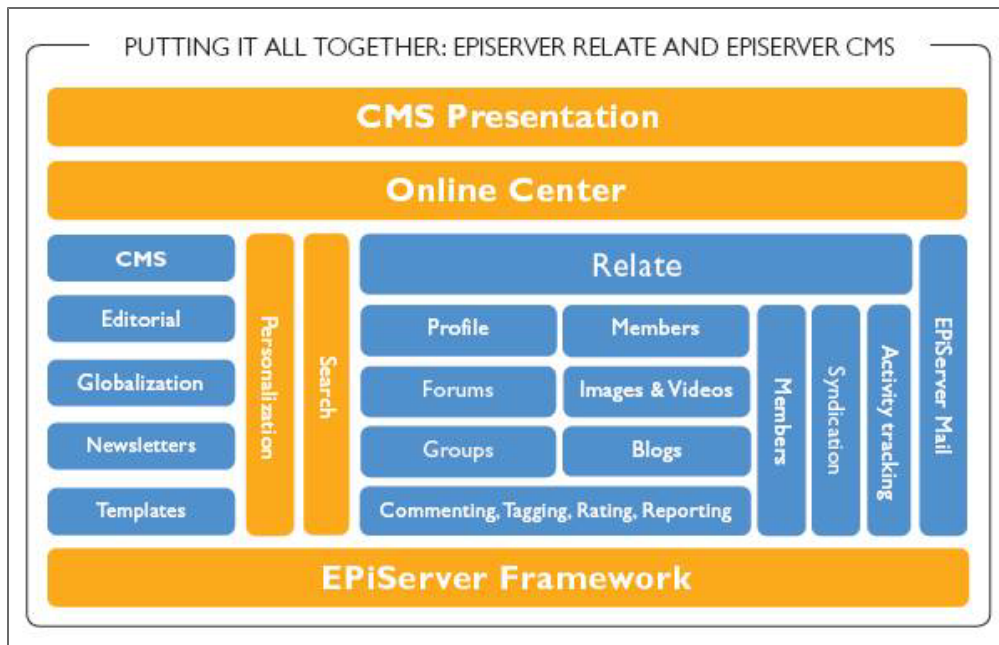 PUTTING IT ALL TOGETHER: EPISERVER RELATE AND EPISERVER CMS
CMS Presentation
Online Center
CMS
Editorial
Globalization
Newsletters
Templates
Personalization
Search
Relate
Profile
Members
Forums
Images & Videos
Groups
Blogs
Commenting, Tagging, Rating, Reporting
Members
Syndication
Activity tracking
EPiServer Mail
EPiServer Framework